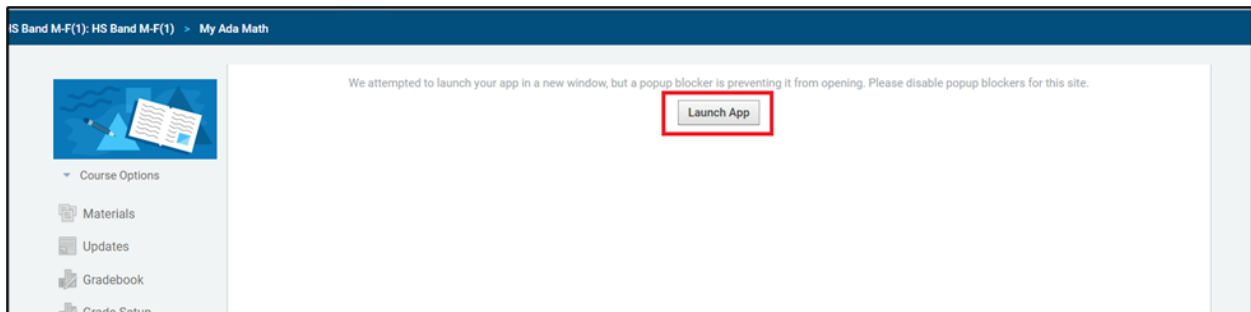 IS Band M-F(1): HS Band M-F(1) > My Ada Math
We attempted to launch your app in a new window, but a popup blocker is preventing it from opening. Please disable popup blockers for this site.
Launch App
Course Options
Materials
Updates
Gradebook
Grade Setup